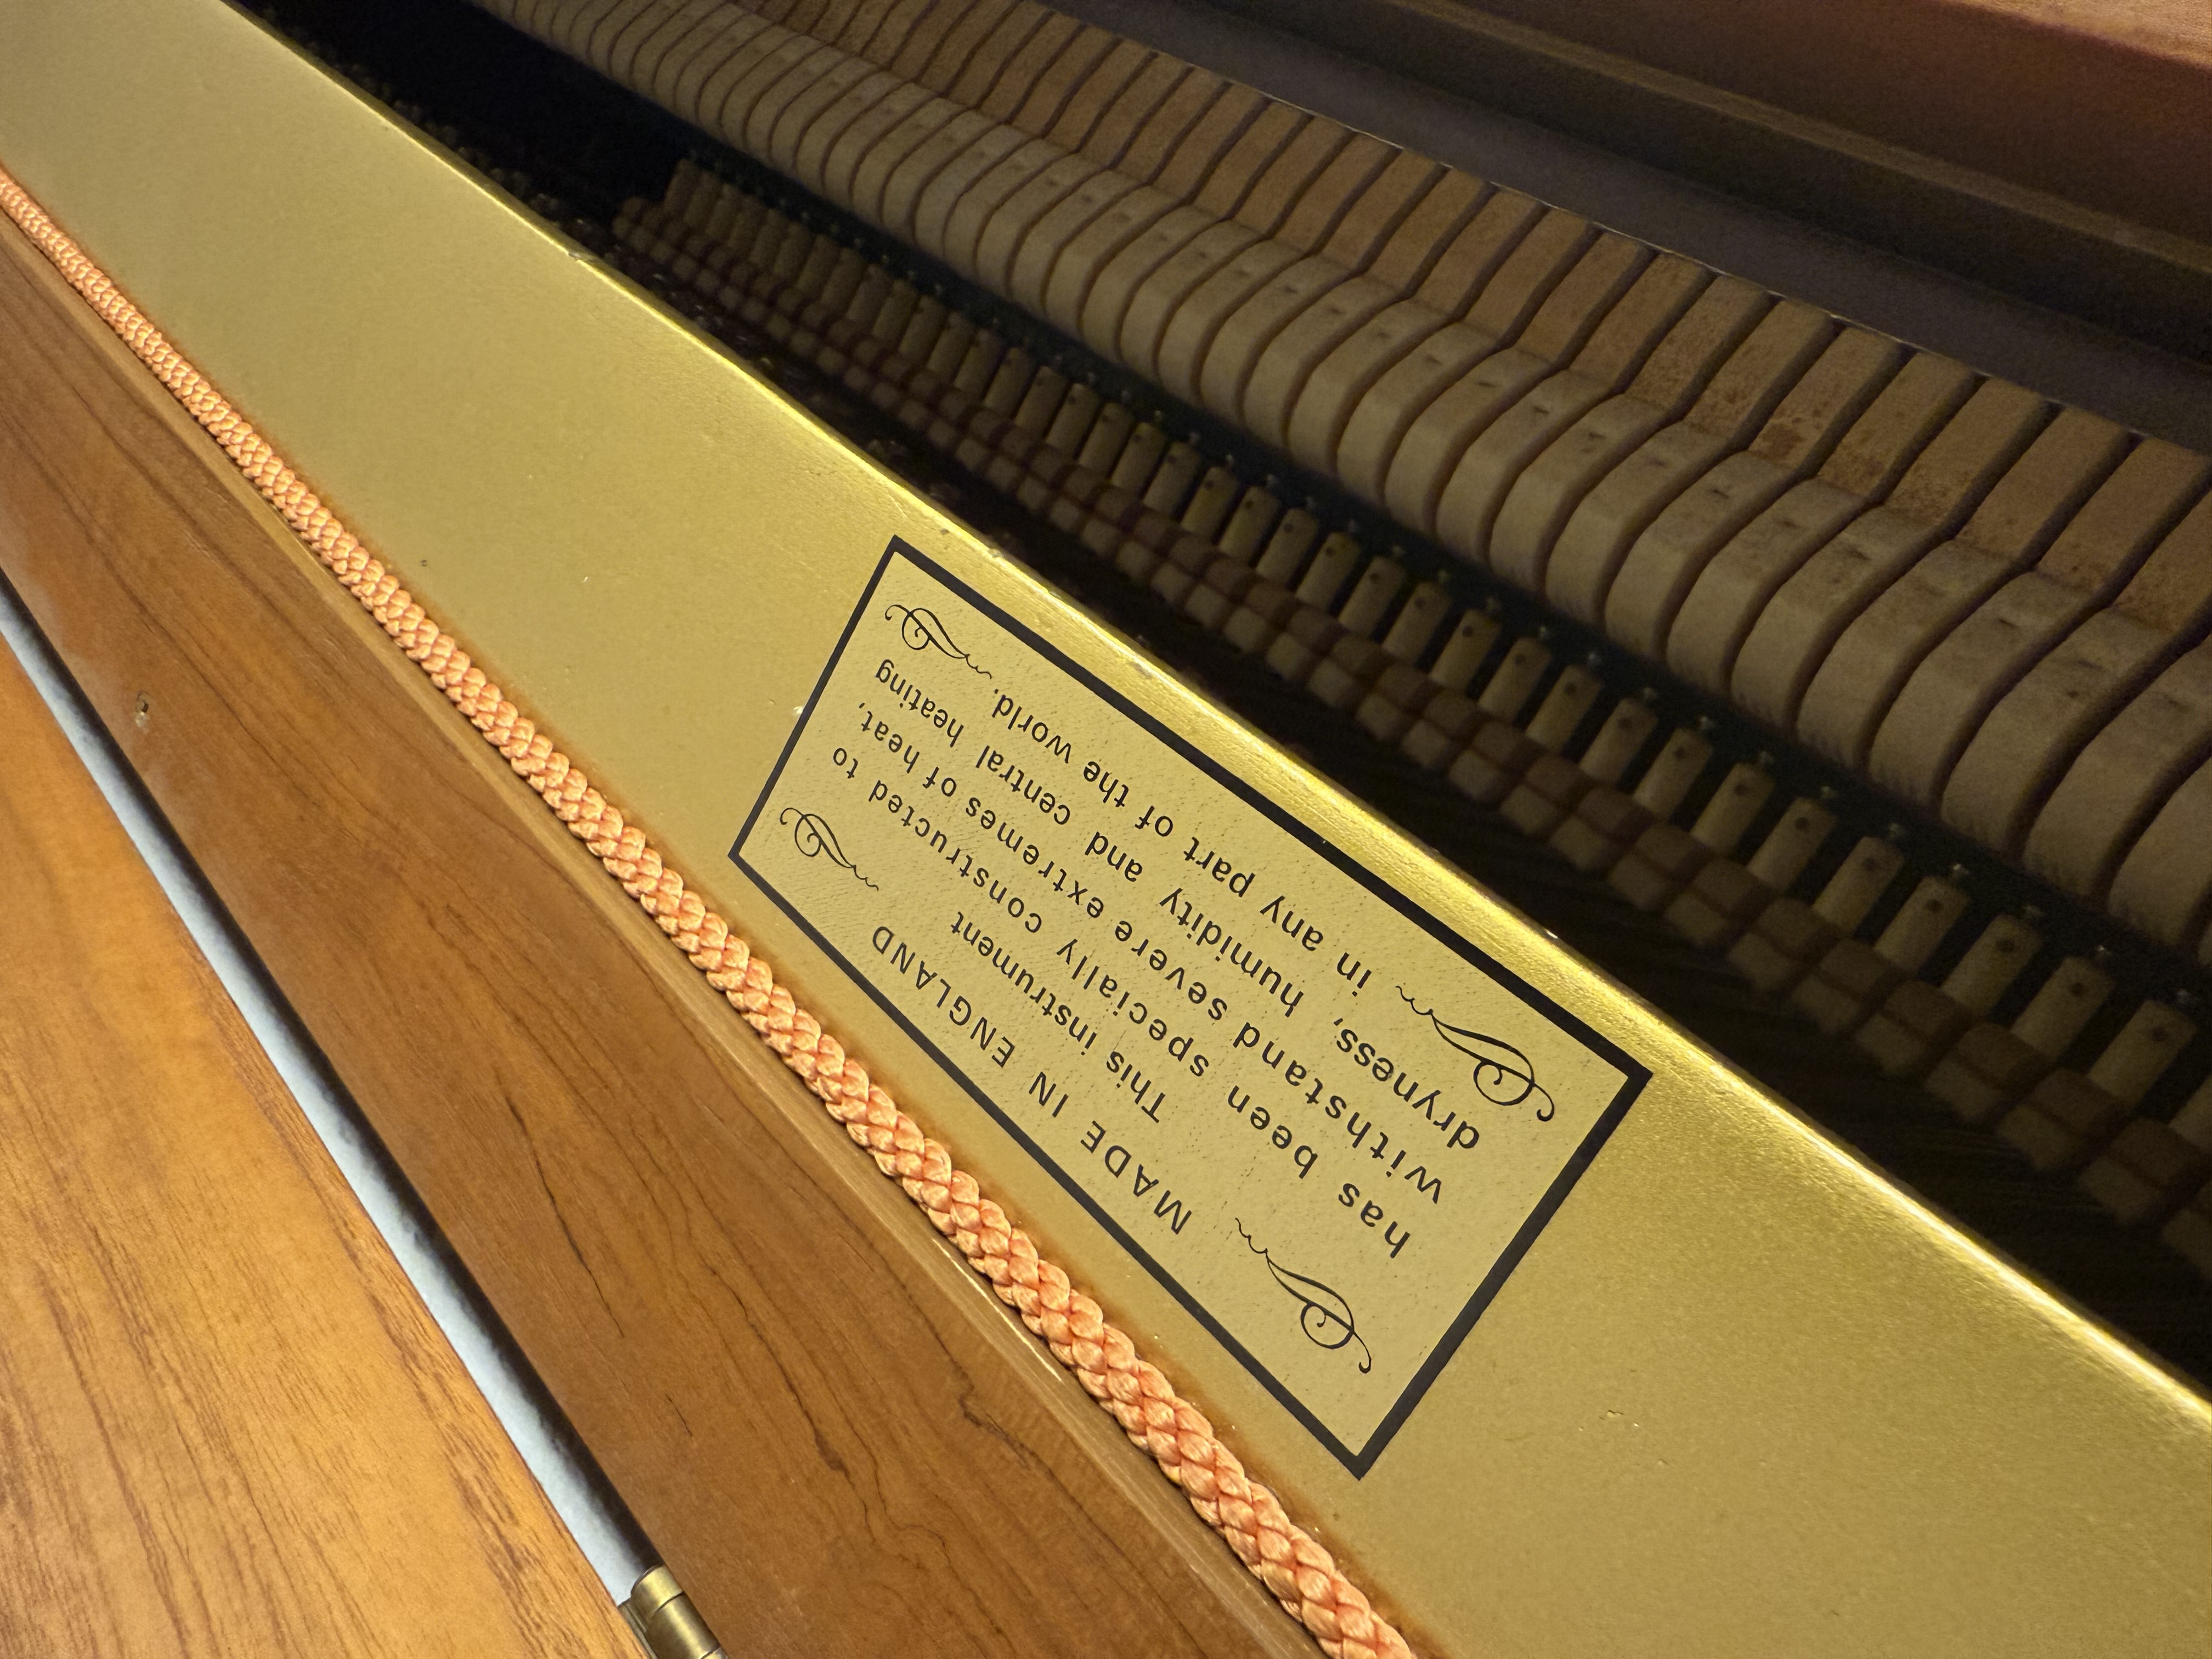 MADE IN ENGLAND
This instrument
has been specially constructed to
withstand severe extremes of heat,
dryness, humidity and central heating
in any part of the world.